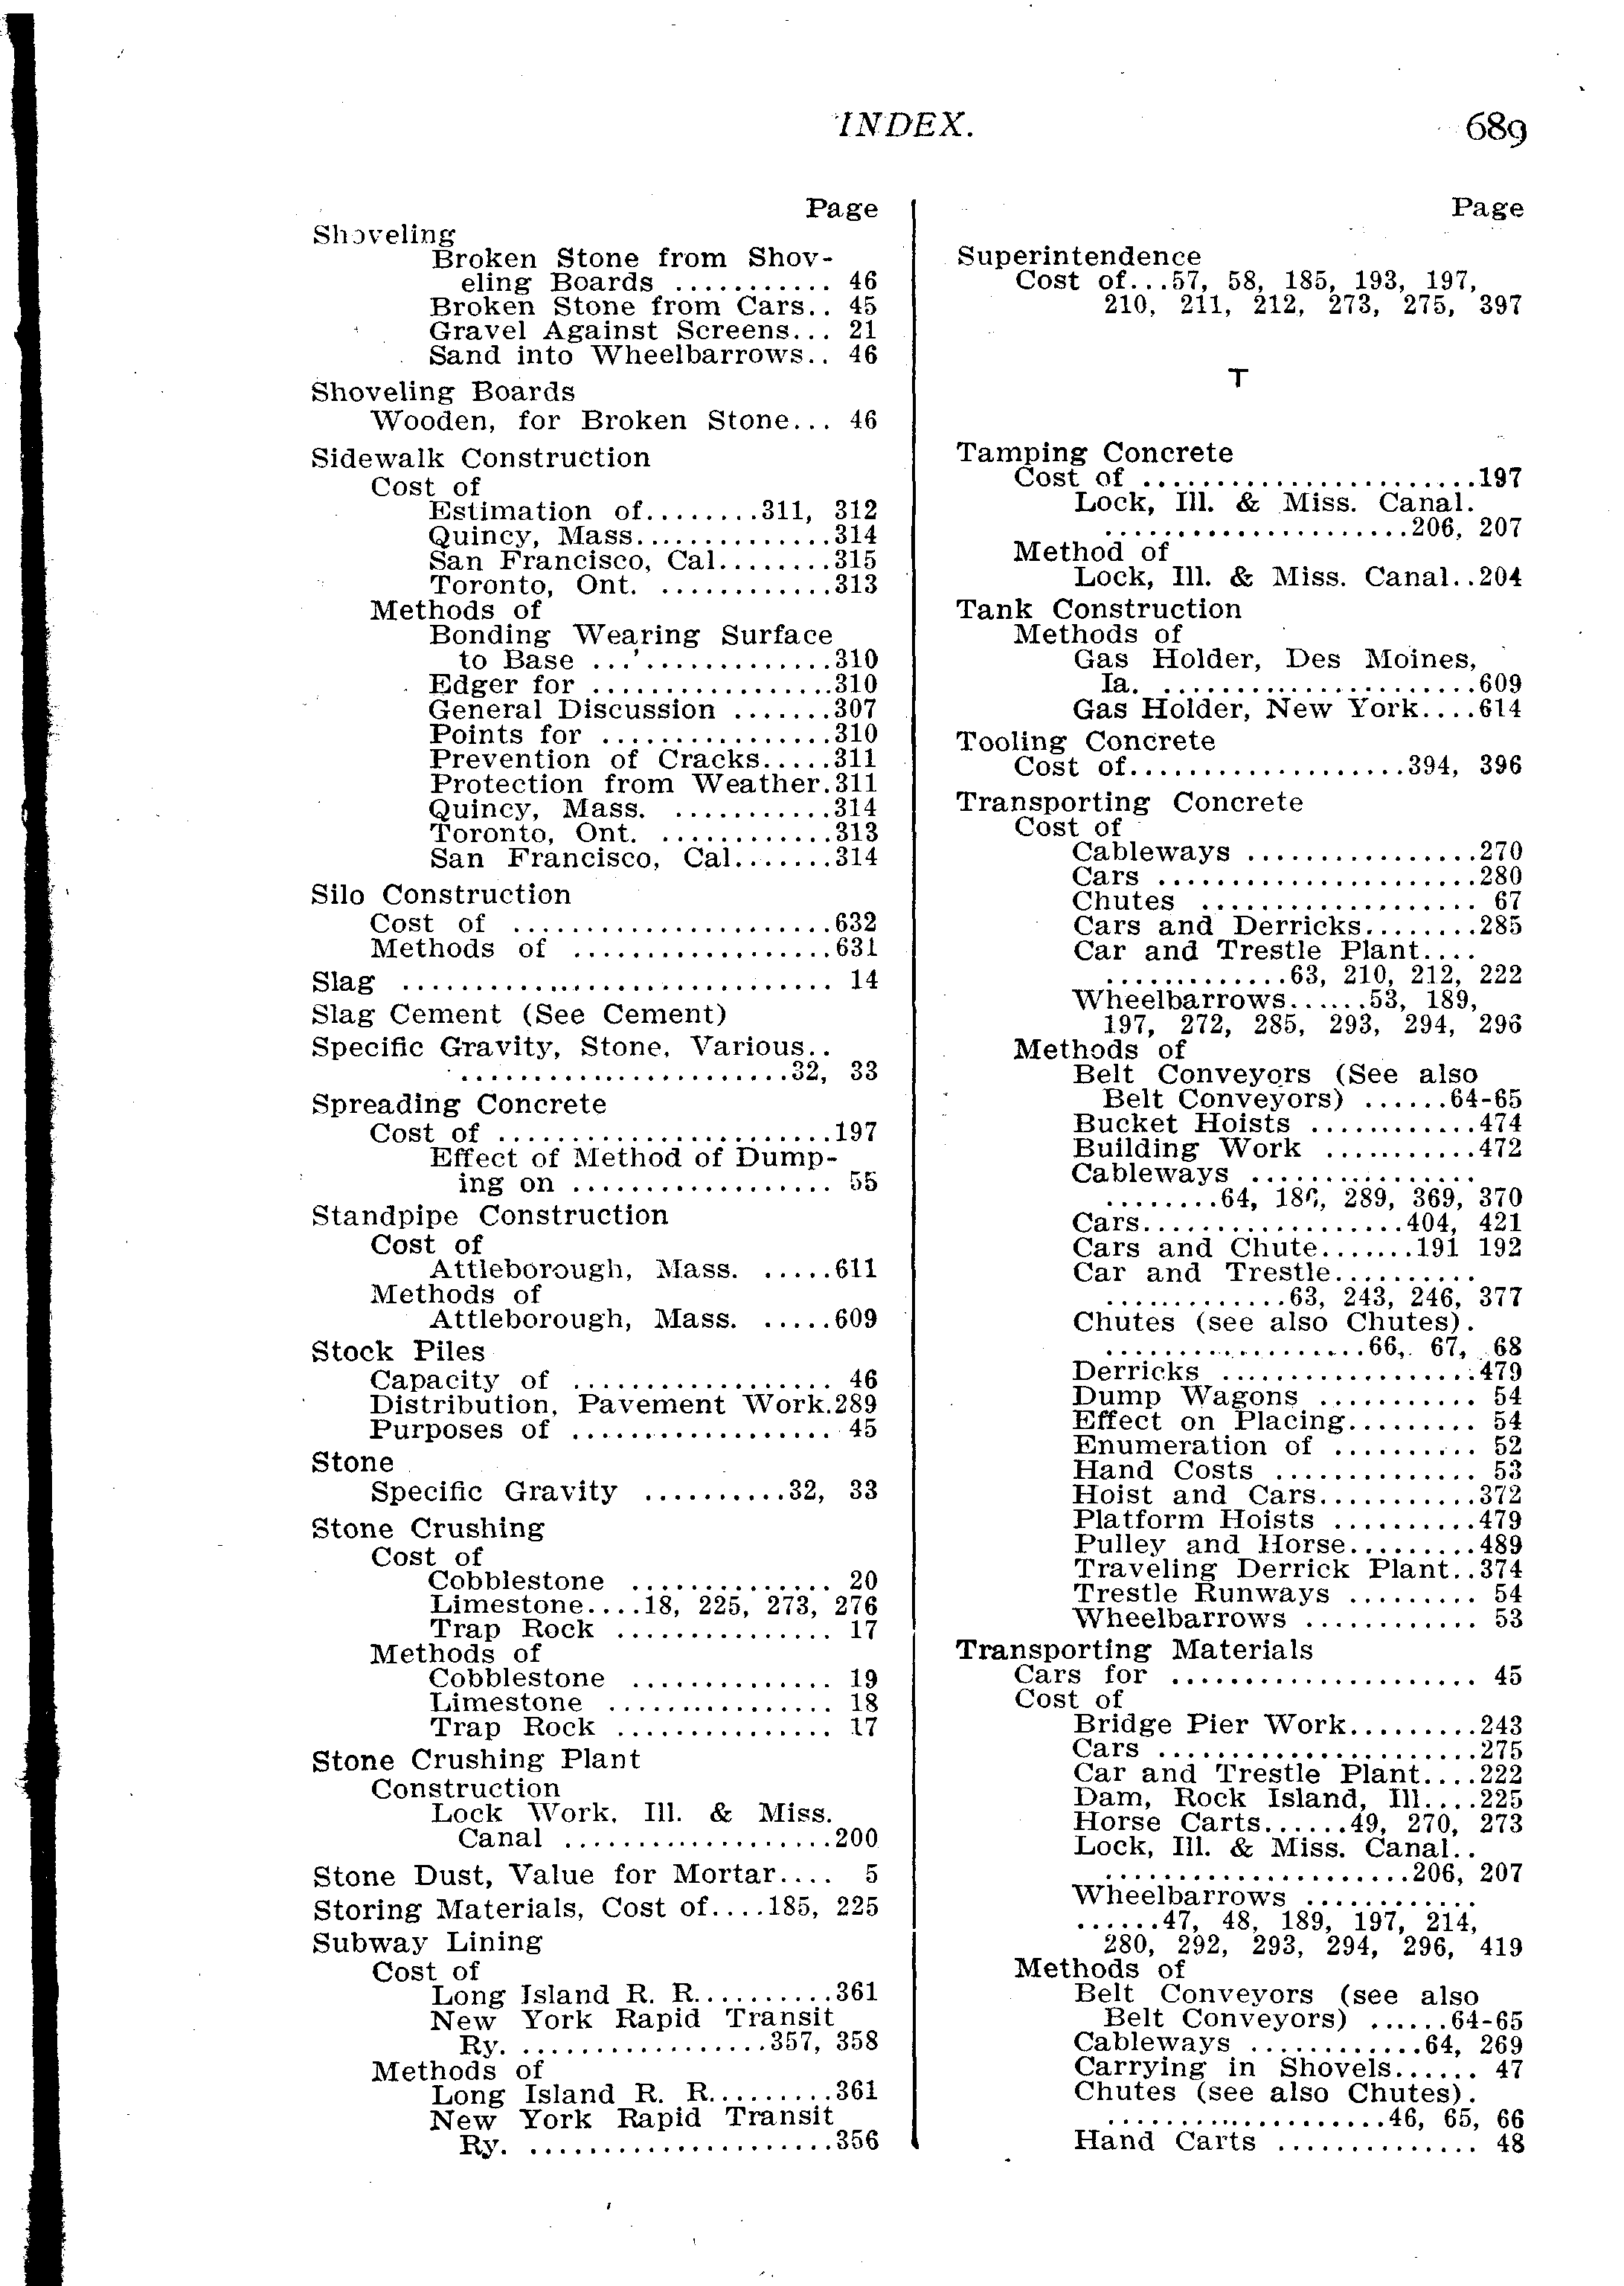 INDEX.
689
Page
Shoveling
Broken Stone from Shov-
eling Boards ........... 46
Broken Stone from Cars.. 45
Gravel Against Screens... 21
Sand into Wheelbarrows.. 46
Shoveling Boards
Wooden, for Broken Stone... 46
Sidewalk Construction
Cost of
Estimation of........311, 312
Quincy, Mass..............314
San Francisco, Cal........315
Toronto, Ont. ............313
Methods of
Bonding Wearing Surface
to Base ................310
Edger for .................310
General Discussion .......307
Points for ................310
Prevention of Cracks.....311
Protection from Weather.311
Quincy, Mass. ...........314
Toronto, Ont. ............313
San Francisco, Cal.......314
Silo Construction
Cost of ......................632
Methods of ..................631
Slag .............................. 14
Slag Cement (See Cement)
Specific Gravity, Stone, Various..
.......................32, 33
Spreading Concrete
Cost of .......................197
Effect of Method of Dump-
ing on .................. 55
Standpipe Construction
Cost of
Attleborough, Mass. .....611
Methods of
Attleborough, Mass. .....609
Stock Piles
Capacity of .................. 46
Distribution, Pavement Work.289
Purposes of .................. 45
Stone
Specific Gravity ..........32, 33
Stone Crushing
Cost of
Cobblestone .............. 20
Limestone....18, 225, 273, 276
Trap Rock ............... 17
Methods of
Cobblestone .............. 19
Limestone ................ 18
Trap Rock ............... 17
Stone Crushing Plant
Construction
Lock Work, Ill. & Miss.
Canal ...................200
Stone Dust, Value for Mortar.... 5
Storing Materials, Cost of....185, 225
Subway Lining
Cost of
Long Island R. R..........361
New York Rapid Transit
Ry. .................357, 358
Methods of
Long Island R. R.........361
New York Rapid Transit
Ry. .....................356
Page
Superintendence
Cost of...57, 58, 185, 193, 197,
210, 211, 212, 273, 275, 397
T
Tamping Concrete
Cost of .......................197
Lock, Ill. & Miss. Canal.
.....................206, 207
Method of
Lock, Ill. & Miss. Canal..204
Tank Construction
Methods of
Gas Holder, Des Moines,
Ia. ......................609
Gas Holder, New York....614
Tooling Concrete
Cost of...................394, 396
Transporting Concrete
Cost of
Cableways ................270
Cars ......................280
Chutes ................... 67
Cars and Derricks........285
Car and Trestle Plant....
.............63, 210, 212, 222
Wheelbarrows......53, 189,
197, 272, 285, 293, 294, 296
Methods of
Belt Conveyors (See also
Belt Conveyors) ......64-65
Bucket Hoists ............474
Building Work ...........472
Cableways ................
........64, 186, 289, 369, 370
Cars..................404, 421
Cars and Chute.......191 192
Car and Trestle..........
.............63, 243, 246, 377
Chutes (see also Chutes).
..................66, 67, 68
Derricks ..................479
Dump Wagons ........... 54
Effect on Placing......... 54
Enumeration of .......... 52
Hand Costs .............. 53
Hoist and Cars...........372
Platform Hoists ..........479
Pulley and Horse.........489
Traveling Derrick Plant..374
Trestle Runways ......... 54
Wheelbarrows ............ 53
Transporting Materials
Cars for ..................... 45
Cost of
Bridge Pier Work.........243
Cars ......................275
Car and Trestle Plant....222
Dam, Rock Island, Ill....225
Horse Carts......49, 270, 273
Lock, Ill. & Miss. Canal..
.....................206, 207
Wheelbarrows ............
......47, 48, 189, 197, 214,
280, 292, 293, 294, 296, 419
Methods of
Belt Conveyors (see also
Belt Conveyors) ......64-65
Cableways ............64, 269
Carrying in Shovels...... 47
Chutes (see also Chutes).
...................46, 65, 66
Hand Carts .............. 48